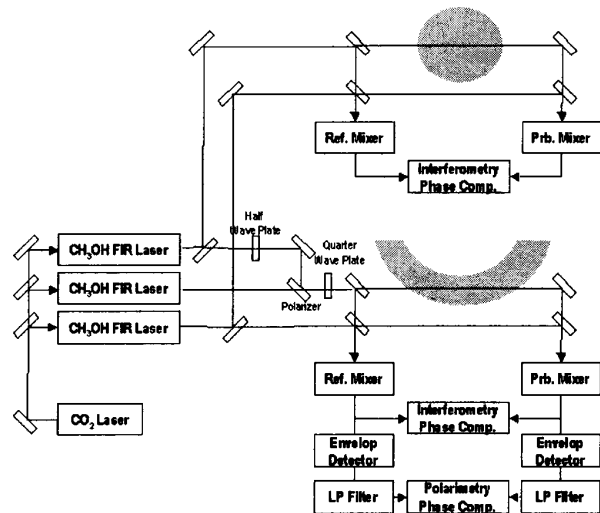 Ref. Mixer
Prb. Mixer
Interferometry
Phase Comp.
Half
Wave Plate
Quarter
Wave Plate
CH₃OH FIR Laser
CH₃OH FIR Laser
Polarizer
CH₃OH FIR Laser
Ref. Mixer
Prb. Mixer
CO₂ Laser
Interferometry
Phase Comp.
Envelop
Detector
Envelop
Detector
LP Filter
Polarimetry
Phase Comp.
LP Filter